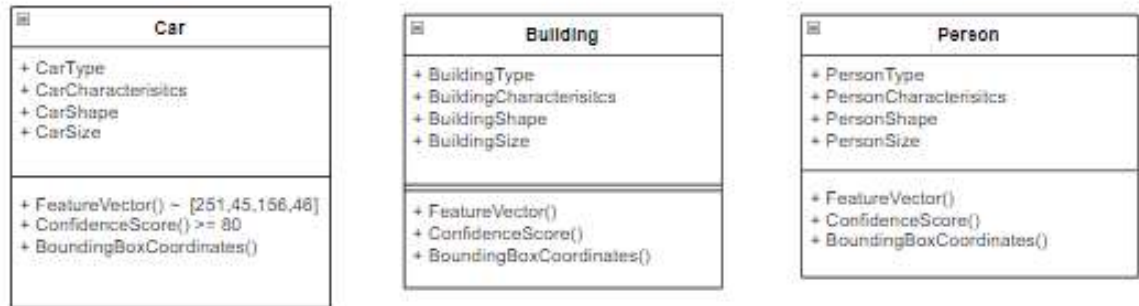 Car
+ CarType
+ CarCharacterisitcs
+ CarShape
+ CarSize
+ FeatureVector() ~ [251,45,156,46]
+ ConfidenceScore() >= 80
+ BoundingBoxCoordinates()
Building
+ BuildingType
+ BuildingCharacterisitcs
+ BuildingShape
+ BuildingSize
+ FeatureVector()
+ ConfidenceScore()
+ BoundingBoxCoordinates()
Person
+ PersonType
+ PersonCharacterisitcs
+ PersonShape
+ PersonSize
+ FeatureVector()
+ ConfidenceScore()
+ BoundingBoxCoordinates()